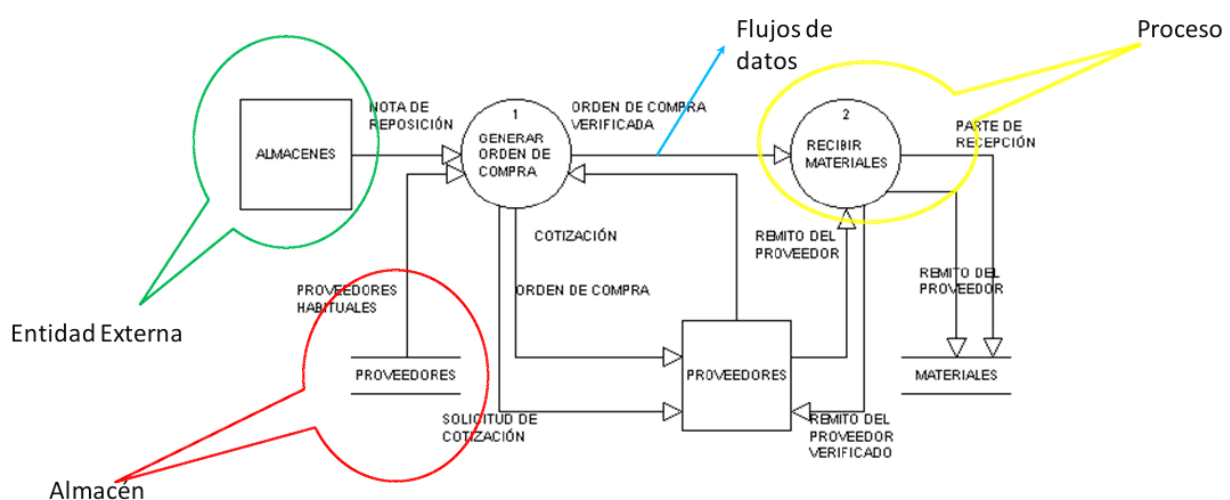 Flujos de
datos
Proceso
NOTA DE
REPOSICIÓN
1
GENERAR
ORDEN DE
COMPRA
ORDEN DE COMPRA
VERIFICADA
2
RECIBIR
MATERIALES
PARTE DE
RECEPCIÓN
ALMACENES
COTIZACIÓN
REMITO DEL
PROVEEDOR
PROVEEDORES
HABITUALES
ORDEN DE COMPRA
REMITO DEL
PROVEEDOR
Entidad Externa
PROVEEDORES
PROVEEDORES
MATERIALES
SOLICITUD DE
COTIZACIÓN
REMITO DEL
PROVEEDOR
VERIFICADO
Almacén